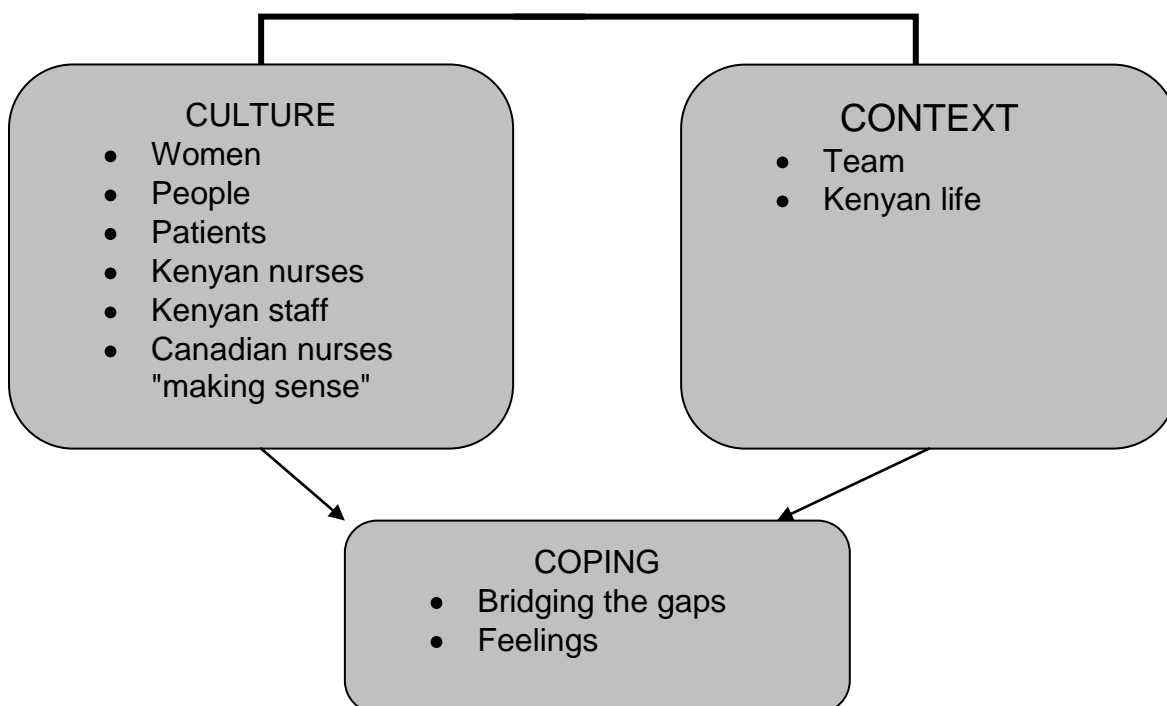 CULTURE
• Women
• People
• Patients
• Kenyan nurses
• Kenyan staff
• Canadian nurses
"making sense"
CONTEXT
• Team
• Kenyan life
COPING
• Bridging the gaps
• Feelings